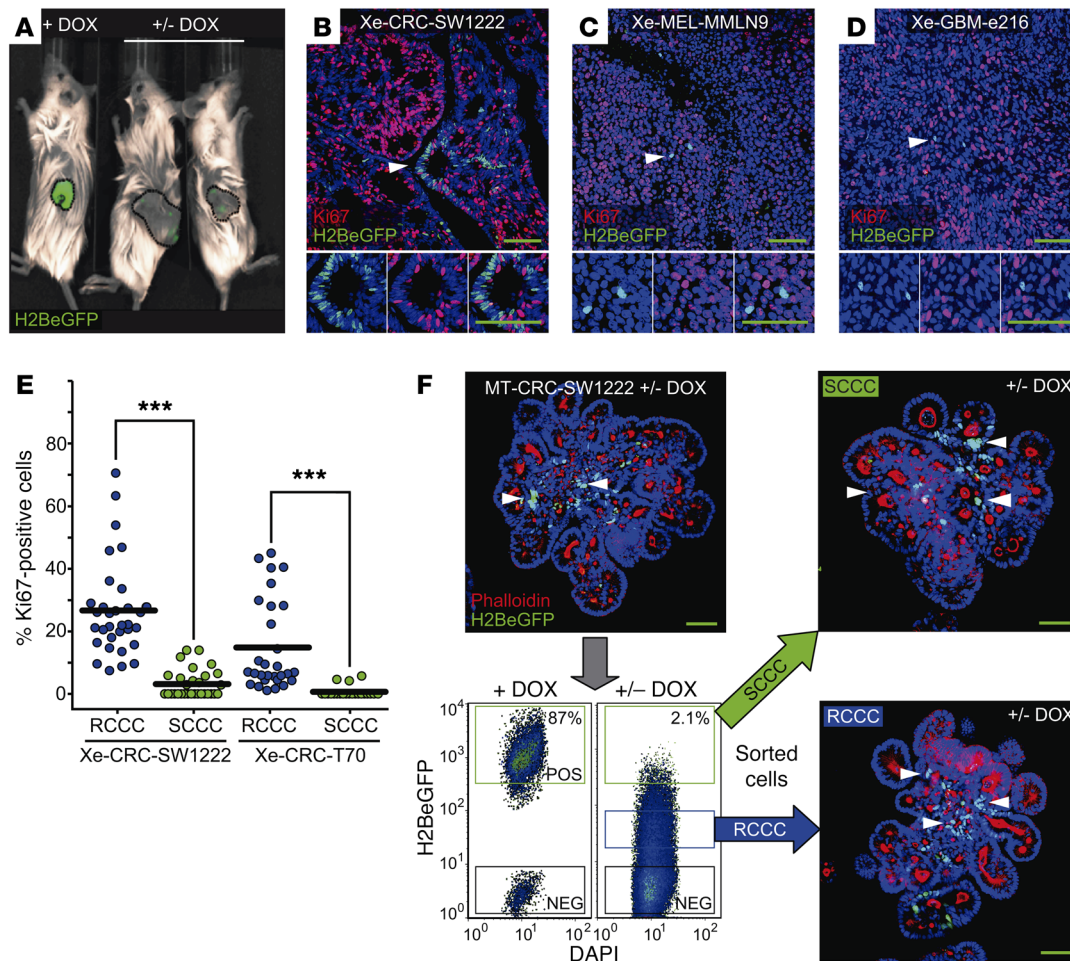 A
+ DOX
+/- DOX
H2BeGFP
B
Xe-CRC-SW1222
Ki67
H2BeGFP
C
Xe-MEL-MMLN9
Ki67
H2BeGFP
D
Xe-GBM-e216
Ki67
H2BeGFP
E
% Ki67-positive cells
80
60
40
20
0
***
***
RCCC
SCCC
RCCC
SCCC
Xe-CRC-SW1222
Xe-CRC-T70
F
MT-CRC-SW1222 +/- DOX
Phalloidin
H2BeGFP
SCCC
+/- DOX
+ DOX
+/– DOX
H2BeGFP
10⁴
10³
10²
10¹
10⁰
87%
POS
NEG
2.1%
NEG
10⁰
10¹
10²
10⁰
10¹
10²
DAPI
SCCC
Sorted
cells
RCCC
RCCC
+/- DOX